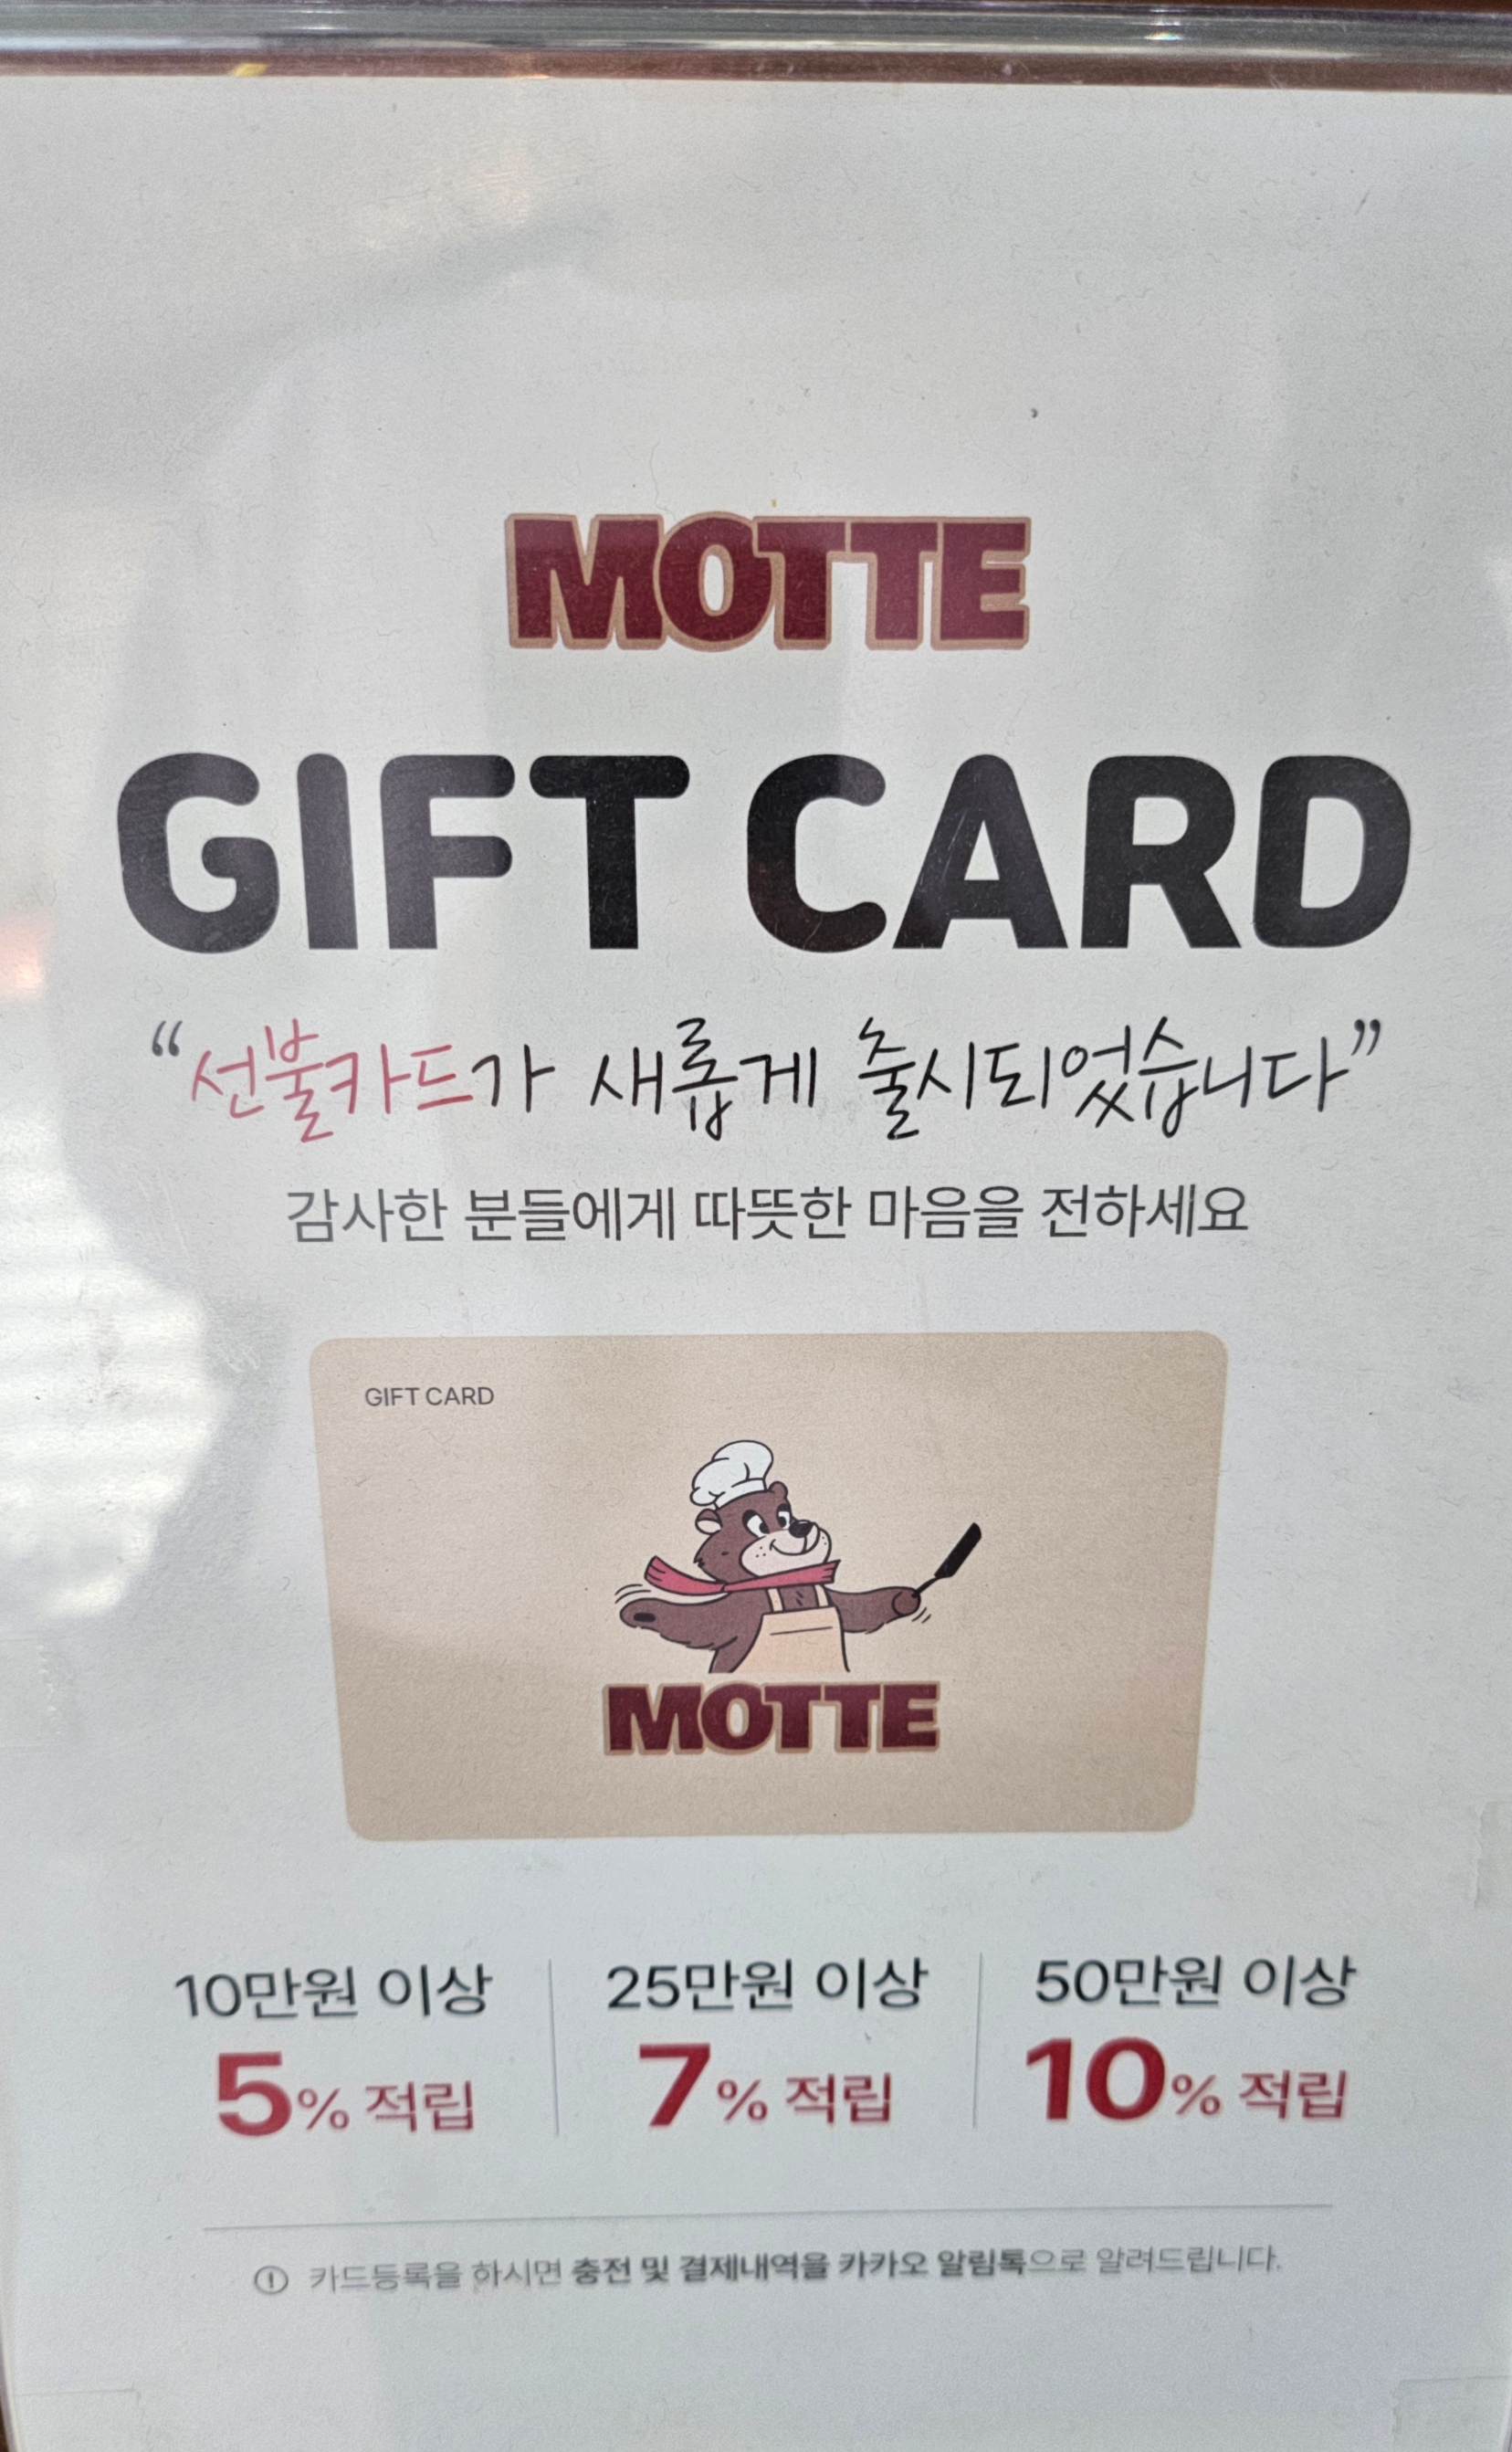 MOTTE
GIFT CARD
“선불카드가 새롭게 출시되었습니다”
감사한 분들에게 따뜻한 마음을 전하세요
GIFT CARD
MOTTE
10만원 이상
5% 적립
25만원 이상
7% 적립
50만원 이상
10% 적립
카드등록을 하시면 충전 및 결제내역을 카카오 알림톡으로 알려드립니다.